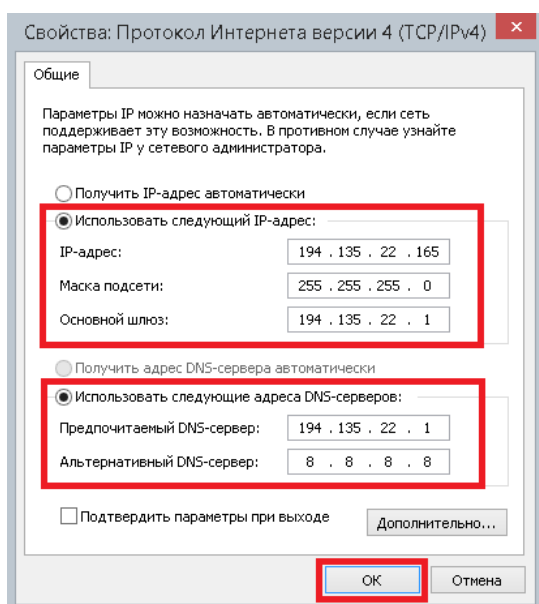 Свойства: Протокол Интернета версии 4 (TCP/IPv4)
Общие
Параметры IP можно назначать автоматически, если сеть
поддерживает эту возможность. В противном случае узнайте
параметры IP у сетевого администратора.
Получить IP-адрес автоматически
Использовать следующий IP-адрес:
IP-адрес: 194 . 135 . 22 . 165
Маска подсети: 255 . 255 . 255 . 0
Основной шлюз: 194 . 135 . 22 . 1
Получить адрес DNS-сервера автоматически
Использовать следующие адреса DNS-серверов:
Предпочитаемый DNS-сервер: 194 . 135 . 22 . 1
Альтернативный DNS-сервер: 8 . 8 . 8 . 8
Подтвердить параметры при выходе
Дополнительно...
ОК Отмена